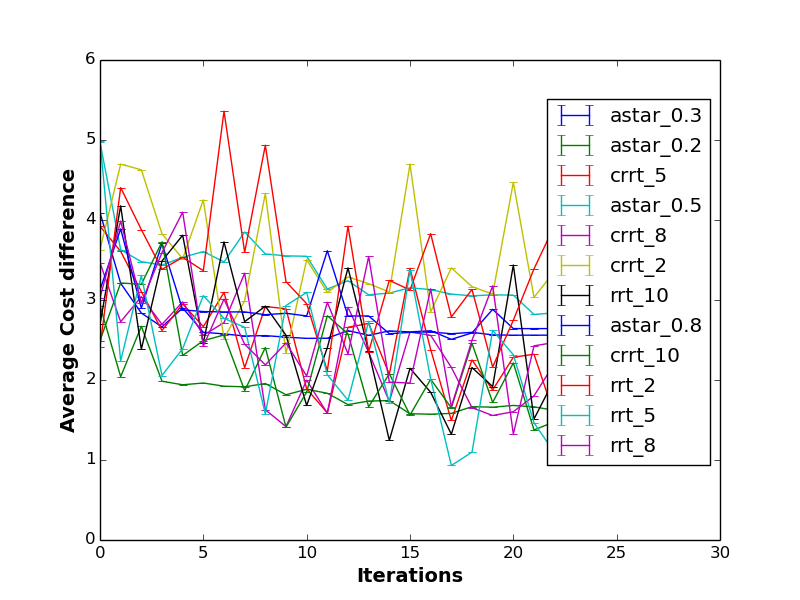 6
5
4
3
2
1
0
Average Cost difference
astar_0.3
astar_0.2
crrt_5
astar_0.5
crrt_8
crrt_2
rrt_10
astar_0.8
crrt_10
rrt_2
rrt_5
rrt_8
0 5 10 15 20 25 30
Iterations